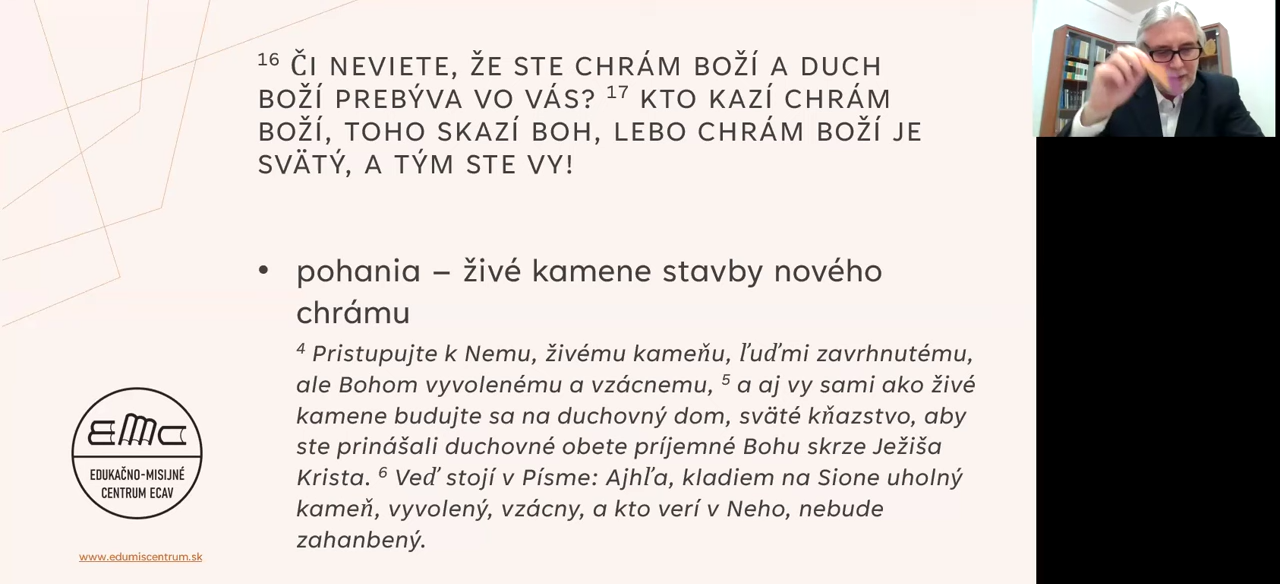 ¹⁶ ČI NEVIETE, ŽE STE CHRÁM BOŽÍ A DUCH
BOŽÍ PREBÝVA VO VÁS? ¹⁷ KTO KAZÍ CHRÁM
BOŽÍ, TOHO SKAZÍ BOH, LEBO CHRÁM BOŽÍ JE
SVÄTÝ, A TÝM STE VY!
• pohania – živé kamene stavby nového
chrámu
⁴ Pristupujte k Nemu, živému kameňu, ľuďmi zavrhnutému,
ale Bohom vyvolenému a vzácnemu, ⁵ a aj vy sami ako živé
kamene budujte sa na duchovný dom, sväté kňazstvo, aby
ste prinášali duchovné obete príjemné Bohu skrze Ježiša
Krista. ⁶ Veď stojí v Písme: Ajhľa, kladiem na Sione uholný
kameň, vyvolený, vzácny, a kto verí v Neho, nebude
zahanbený.
EMC
EDUKAČNO-MISIJNÉ
CENTRUM ECAV
www.edumiscentrum.sk